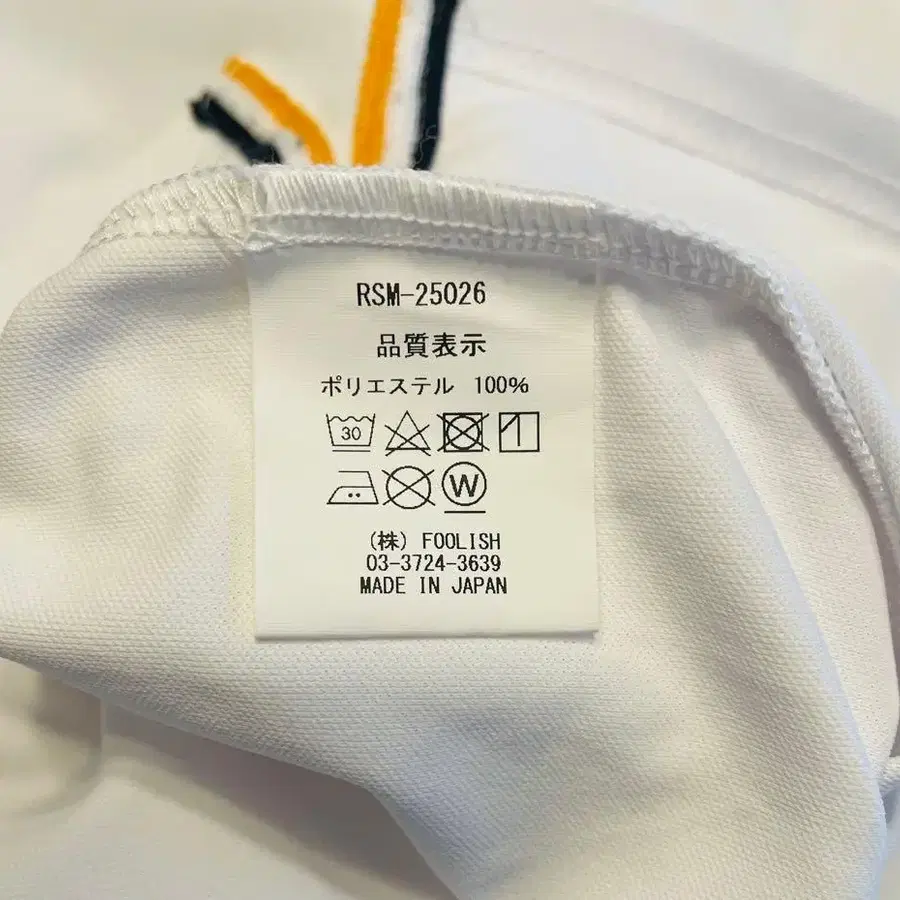 RSM-25026
品質表示
ポリエステル 100%
30
W
(株) FOOLISH
03-3724-3639
MADE IN JAPAN